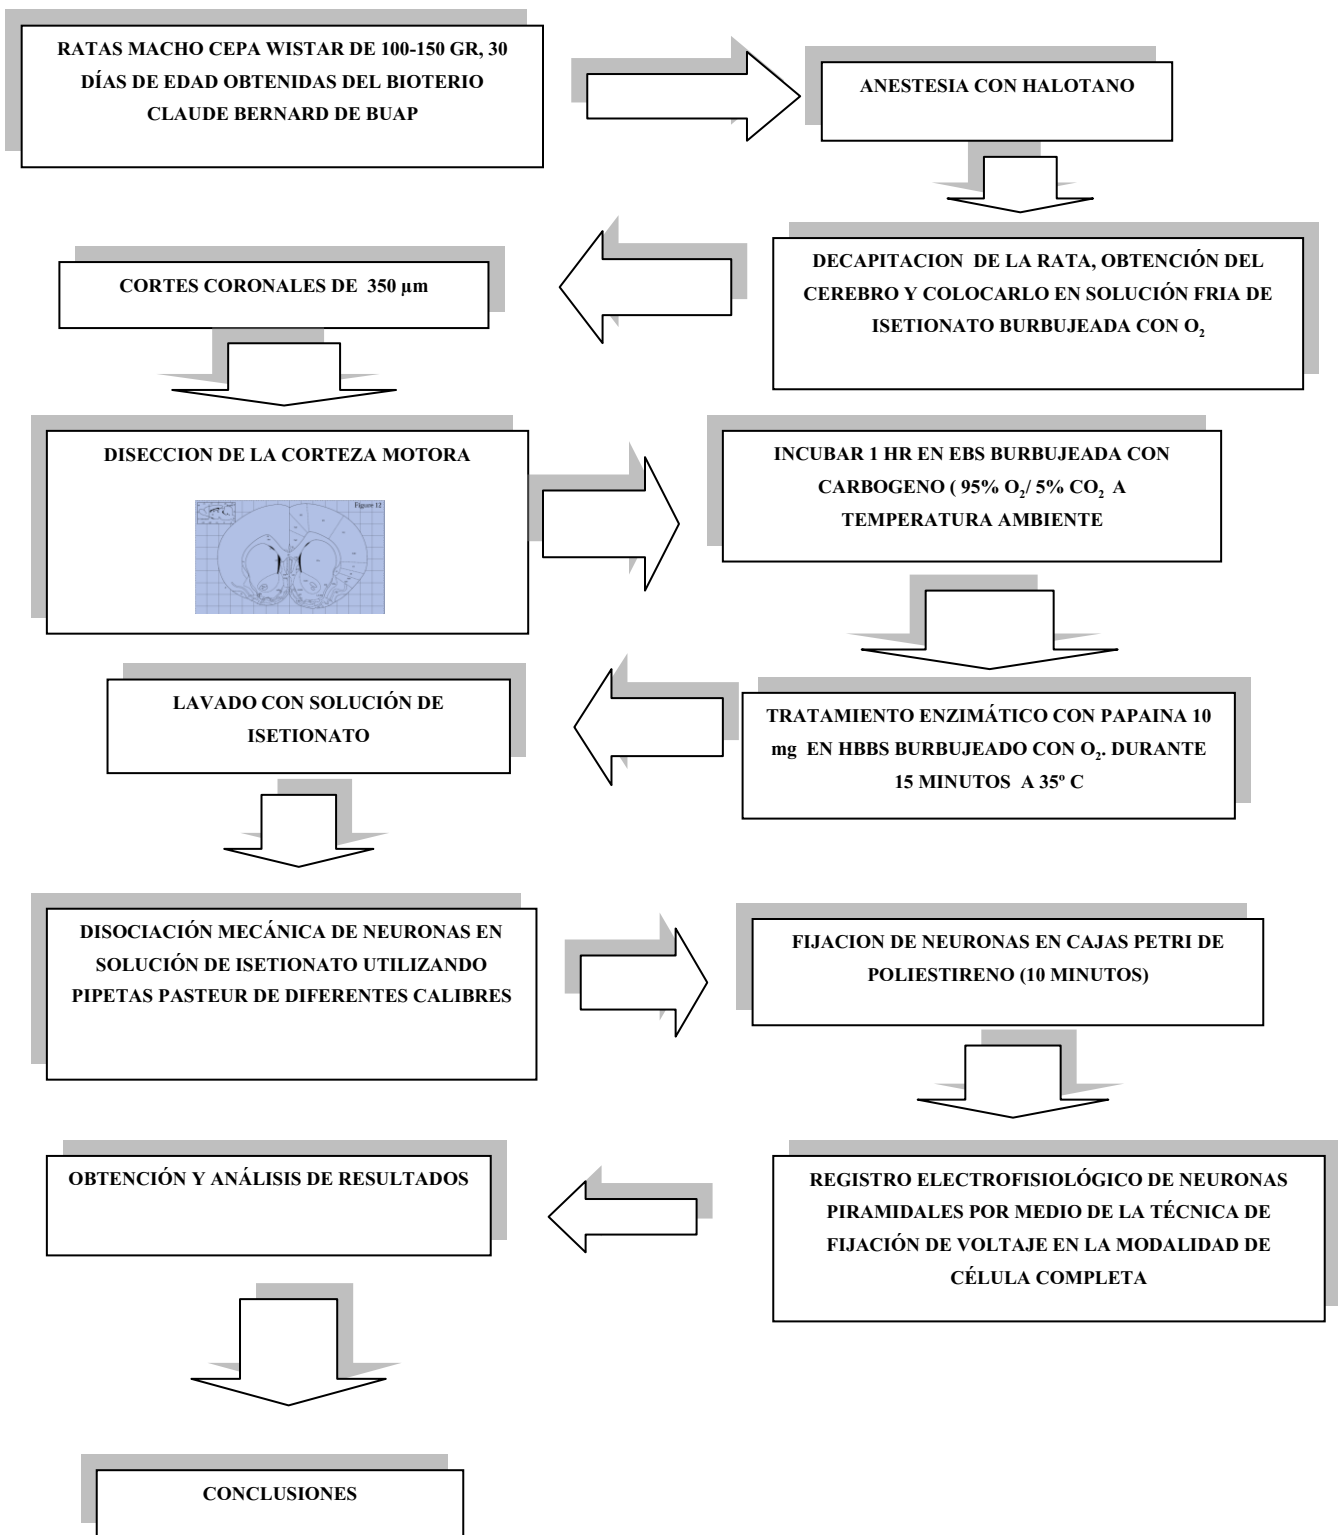 RATAS MACHO CEPA WISTAR DE 100-150 GR, 30
DÍAS DE EDAD OBTENIDAS DEL BIOTERIO
CLAUDE BERNARD DE BUAP
ANESTESIA CON HALOTANO
DECAPITACION DE LA RATA, OBTENCIÓN DEL
CEREBRO Y COLOCARLO EN SOLUCIÓN FRIA DE
ISETIONATO BURBUJEADA CON O₂
CORTES CORONALES DE 350 µm
DISECCION DE LA CORTEZA MOTORA
Figure 12
INCUBAR 1 HR EN EBS BURBUJEADA CON
CARBOGENO ( 95% O₂/ 5% CO₂ A
TEMPERATURA AMBIENTE
TRATAMIENTO ENZIMÁTICO CON PAPAINA 10
mg EN HBBS BURBUJEADO CON O₂. DURANTE
15 MINUTOS A 35º C
LAVADO CON SOLUCIÓN DE
ISETIONATO
DISOCIACIÓN MECÁNICA DE NEURONAS EN
SOLUCIÓN DE ISETIONATO UTILIZANDO
PIPETAS PASTEUR DE DIFERENTES CALIBRES
FIJACION DE NEURONAS EN CAJAS PETRI DE
POLIESTIRENO (10 MINUTOS)
REGISTRO ELECTROFISIOLÓGICO DE NEURONAS
PIRAMIDALES POR MEDIO DE LA TÉCNICA DE
FIJACIÓN DE VOLTAJE EN LA MODALIDAD DE
CÉLULA COMPLETA
OBTENCIÓN Y ANÁLISIS DE RESULTADOS
CONCLUSIONES